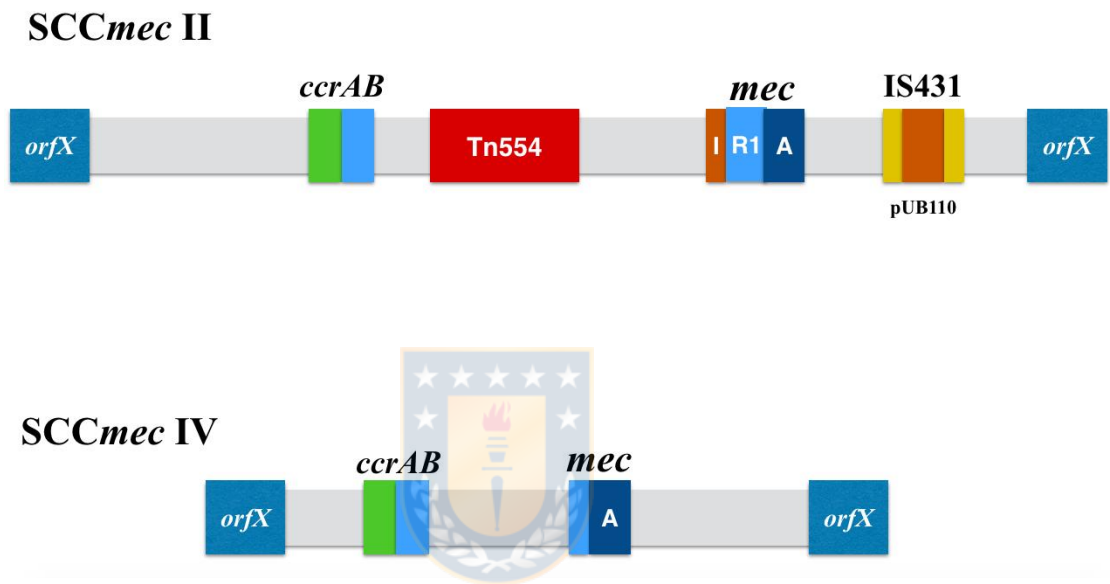 SCCmec II
ccrAB mec IS431
orfX Tn554 I R1 A orfX
pUB110
SCCmec IV
ccrAB mec
orfX A orfX